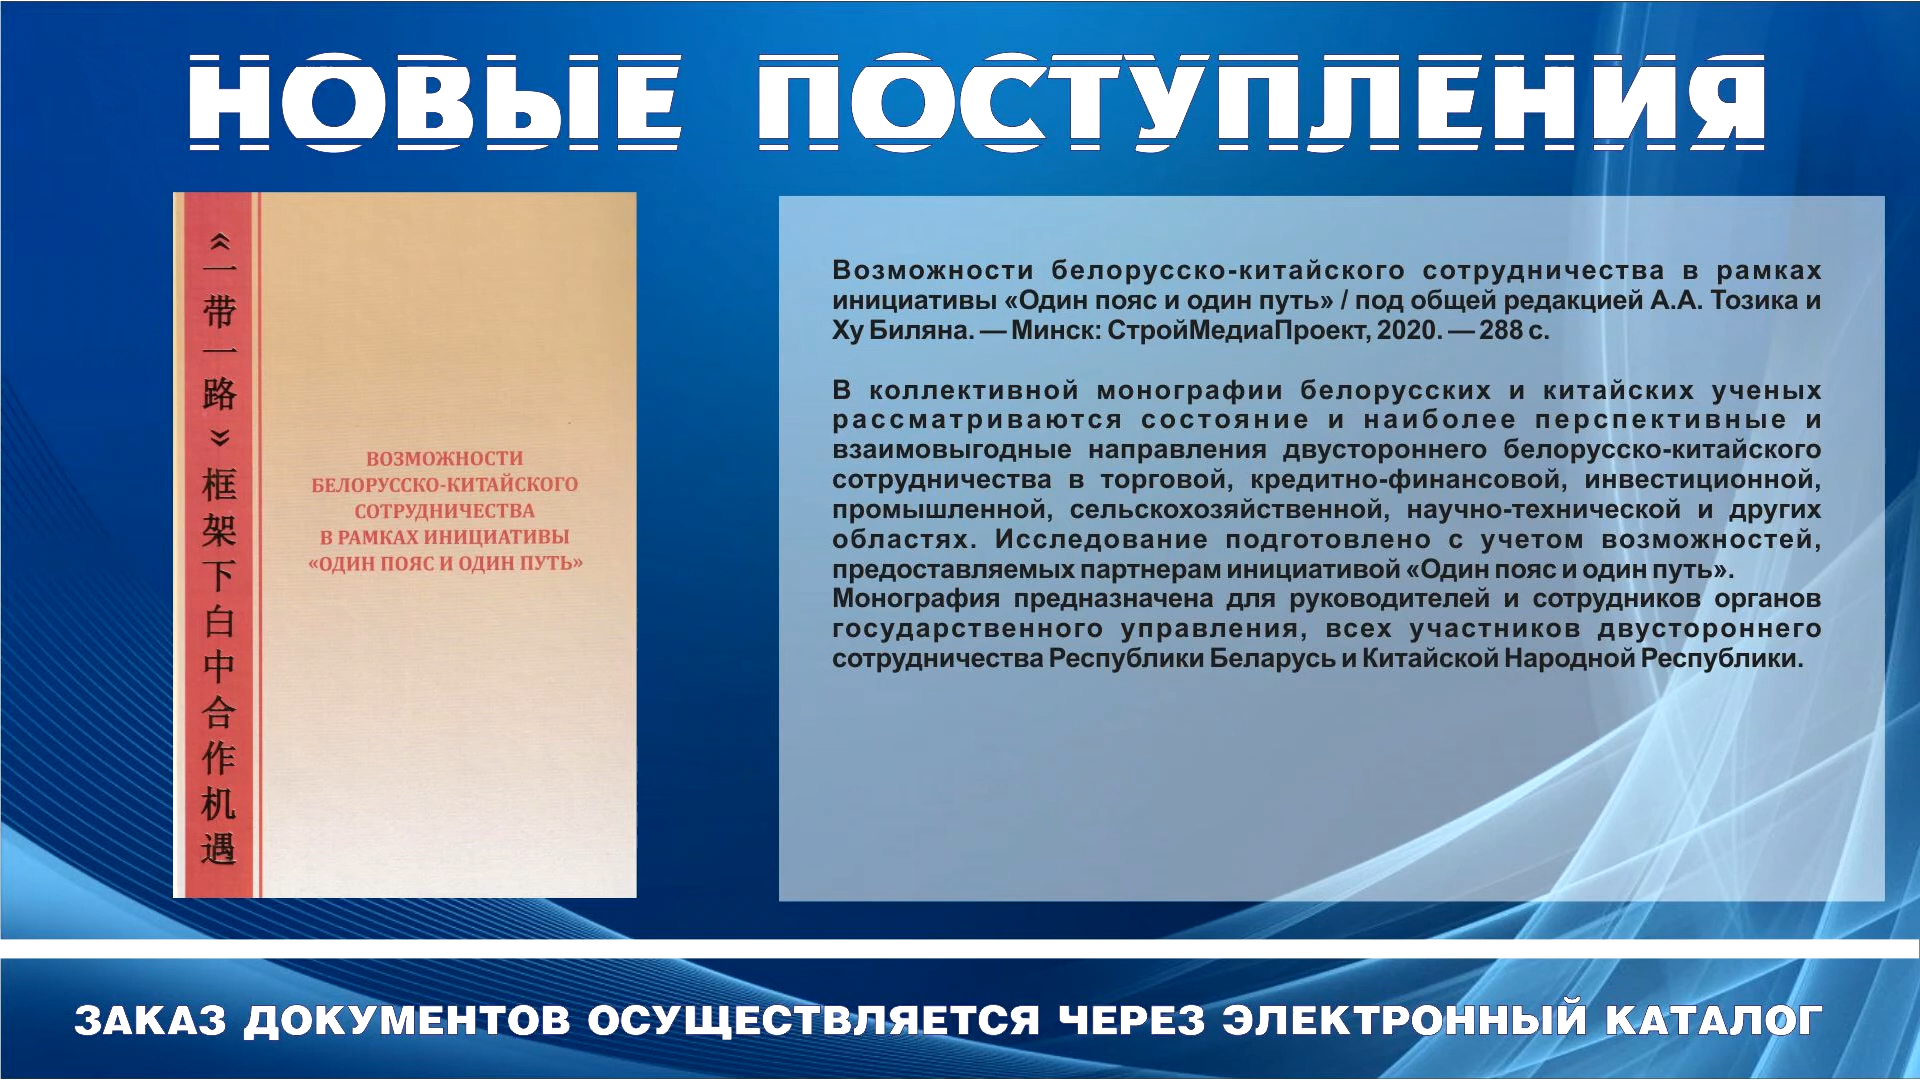 НОВЫЕ ПОСТУПЛЕНИЯ
《一带一路》框架下白中合作机遇
ВОЗМОЖНОСТИ
БЕЛОРУССКО-КИТАЙСКОГО
СОТРУДНИЧЕСТВА
В РАМКАХ ИНИЦИАТИВЫ
«ОДИН ПОЯС И ОДИН ПУТЬ»
Возможности белорусско-китайского сотрудничества в рамках
инициативы «Один пояс и один путь» / под общей редакцией А.А. Тозика и
Ху Биляна. — Минск: СтройМедиаПроект, 2020. — 288 с.
В коллективной монографии белорусских и китайских ученых
рассматриваются состояние и наиболее перспективные и
взаимовыгодные направления двустороннего белорусско-китайского
сотрудничества в торговой, кредитно-финансовой, инвестиционной,
промышленной, сельскохозяйственной, научно-технической и других
областях. Исследование подготовлено с учетом возможностей,
предоставляемых партнерам инициативой «Один пояс и один путь».
Монография предназначена для руководителей и сотрудников органов
государственного управления, всех участников двустороннего
сотрудничества Республики Беларусь и Китайской Народной Республики.
ЗАКАЗ ДОКУМЕНТОВ ОСУЩЕСТВЛЯЕТСЯ ЧЕРЕЗ ЭЛЕКТРОННЫЙ КАТАЛОГ